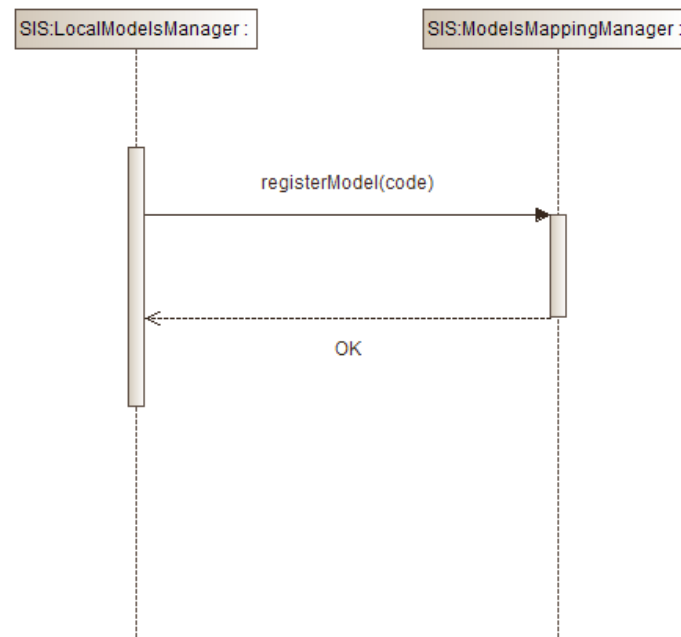 SIS:LocalModelsManager :
SIS:ModelsMappingManager :
registerModel(code)
OK